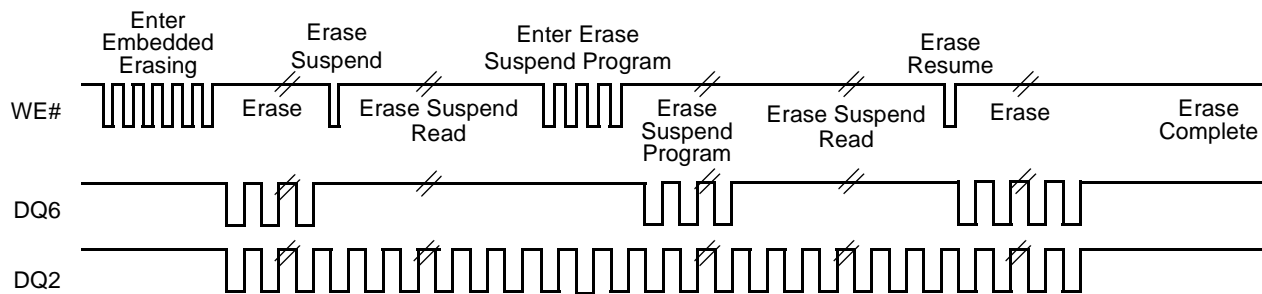 Enter
Embedded
Erasing
Erase
Suspend
Enter Erase
Suspend Program
Erase
Resume
WE#
Erase
Erase Suspend
Read
Erase
Suspend
Program
Erase Suspend
Read
Erase
Erase
Complete
DQ6
DQ2